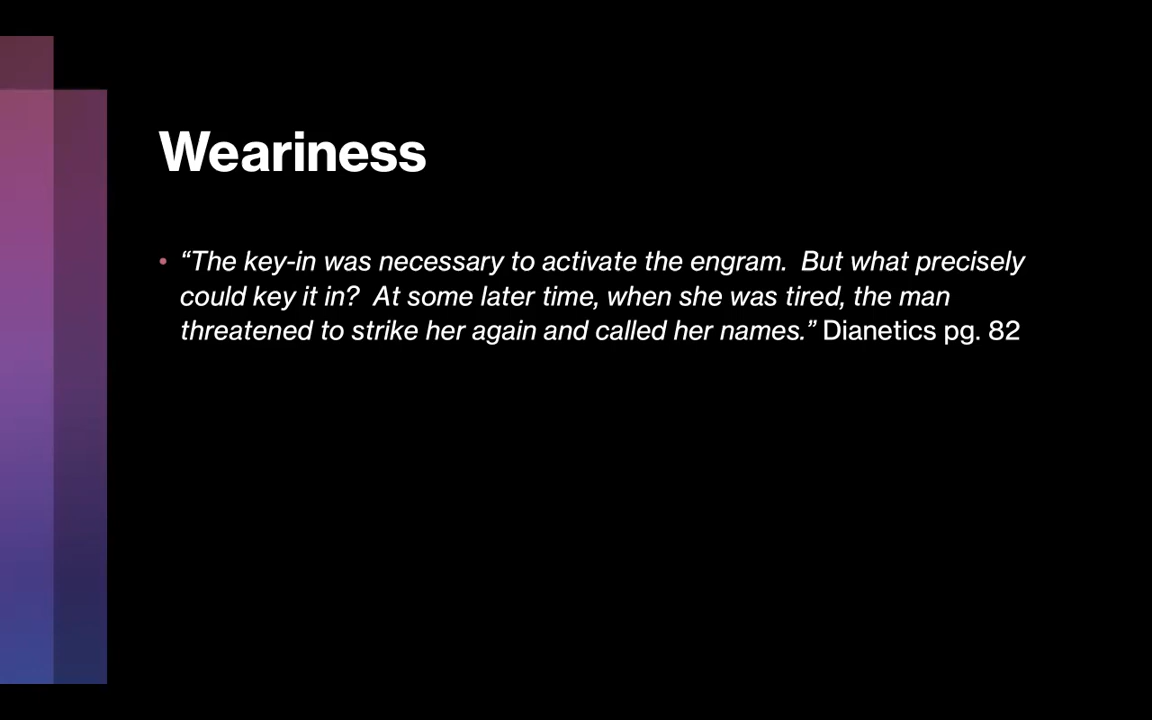 Weariness
• “The key-in was necessary to activate the engram.  But what precisely
could key it in?  At some later time, when she was tired, the man
threatened to strike her again and called her names.” Dianetics pg. 82